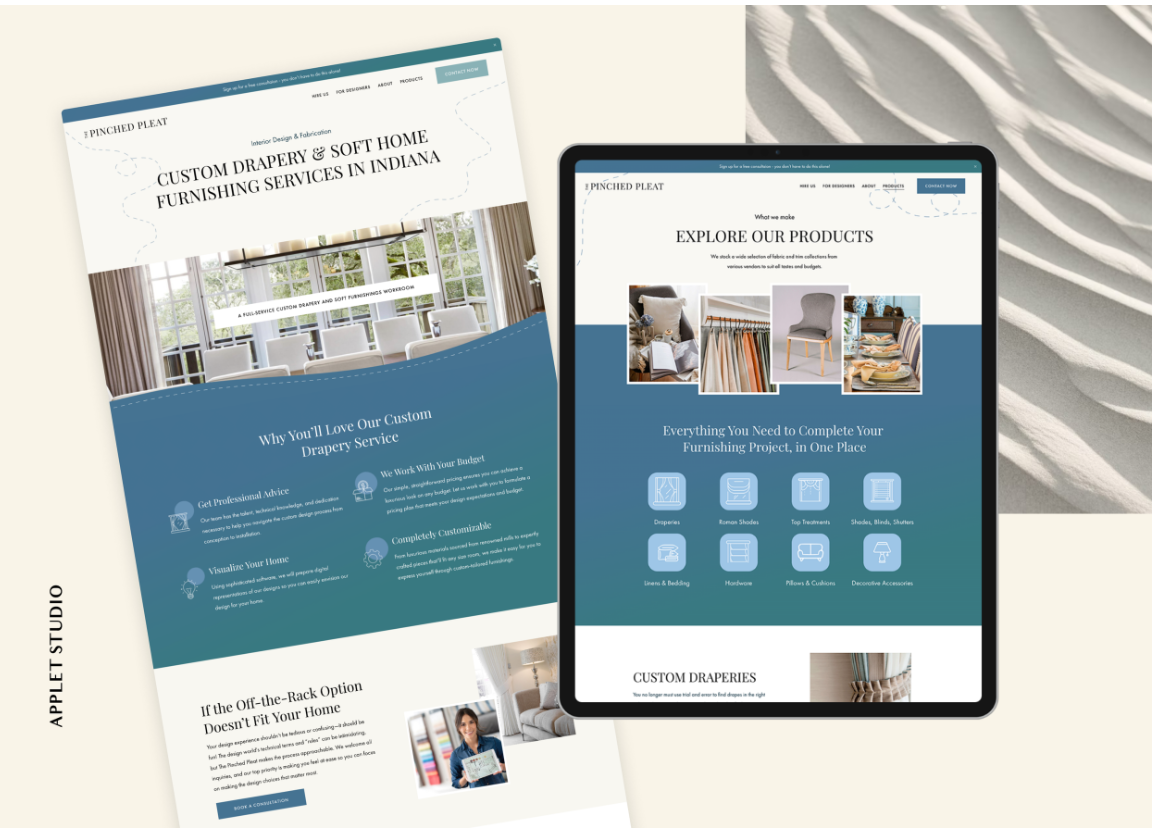 Sign up for a free consultation - you don't have to do this alone!
THE PINCHED PLEAT
HIRE US FOR DESIGNERS ABOUT PRODUCTS
CONTACT NOW
Interior Design & Fabrication
CUSTOM DRAPERY & SOFT HOME
FURNISHING SERVICES IN INDIANA
A FULL-SERVICE CUSTOM DRAPERY AND SOFT FURNISHINGS WORKROOM
Why You'll Love Our Custom
Drapery Service
Get Professional Advice
Our team has the talent, technical knowledge, and dedication
necessary to help you navigate the custom design process from
conception to installation.
We Work With Your Budget
Our simple, straightforward pricing ensures you can achieve a
luxurious look on any budget. Let us work with you to formulate a
pricing plan that meets your design expectations and budget.
Visualize Your Home
Using sophisticated software, we will prepare digital
representations of our designs so you can easily envision our
design for your home.
Completely Customizable
From luxurious materials sourced from renowned mills to expertly
crafted pieces that'll fit any size room, we make it easy for you to
express yourself through custom-tailored furnishings.
If the Off-the-Rack Option
Doesn't Fit Your Home
Your design experience shouldn't be tedious or confusing—it should be
fun! The design world's technical terms and "rules" can be intimidating,
but The Pinched Pleat makes the process approachable. We welcome all
inquiries, and our top priority is making you feel at ease so you can focus
on making the design choices that matter most.
BOOK A CONSULTATION
Sign up for a free consultation - you don't have to do this alone!
THE PINCHED PLEAT
HIRE US FOR DESIGNERS ABOUT PRODUCTS
CONTACT NOW
What we make
EXPLORE OUR PRODUCTS
We stock a wide selection of fabric and trim collections from
various vendors to suit all tastes and budgets.
Everything You Need to Complete Your
Furnishing Project, in One Place
Draperies
Roman Shades
Top Treatments
Shades, Blinds, Shutters
Linens & Bedding
Hardware
Pillows & Cushions
Decorative Accessories
CUSTOM DRAPERIES
You no longer must use trial and error to find drapes in the right
APPLET STUDIO